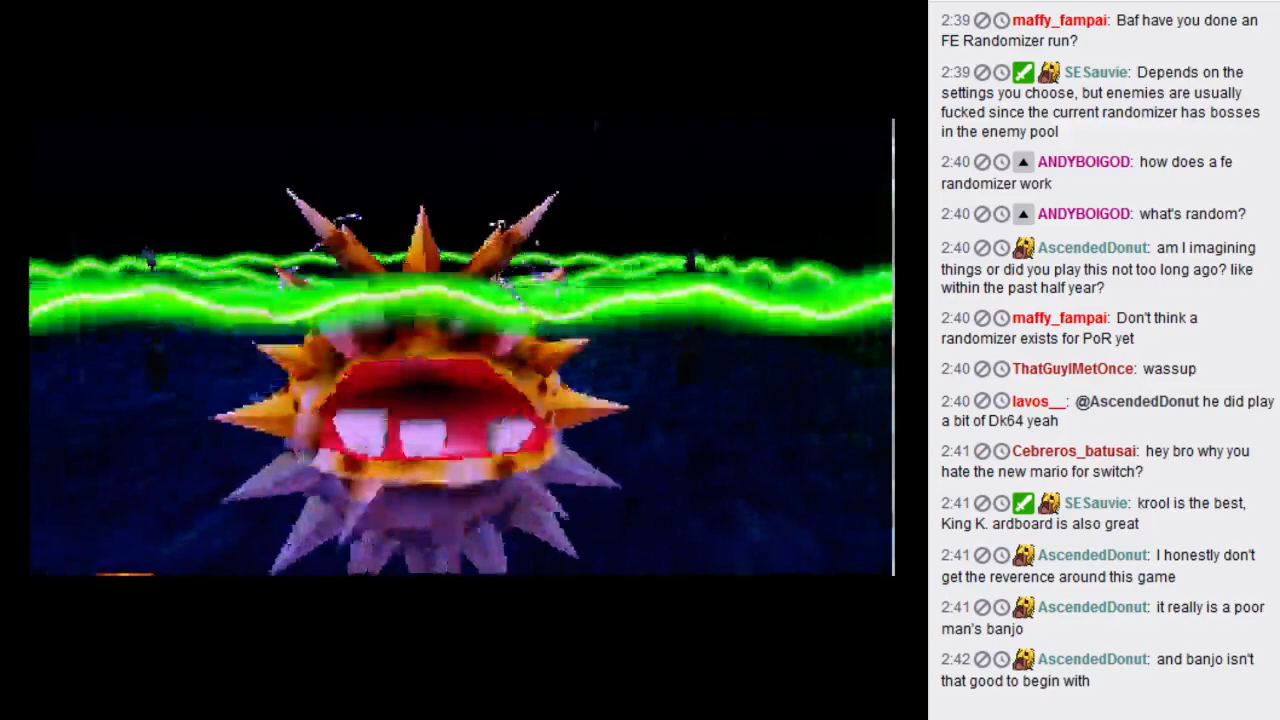 2:39 maffy_fampai: Baf have you done an
FE Randomizer run?
2:39 SESauvie: Depends on the
settings you choose, but enemies are usually
fucked since the current randomizer has bosses
in the enemy pool
2:40 ANDYBOIGOD: how does a fe
randomizer work
2:40 ANDYBOIGOD: what's random?
2:40 AscendedDonut: am I imagining
things or did you play this not too long ago? like
within the past half year?
2:40 maffy_fampai: Don't think a
randomizer exists for PoR yet
2:40 ThatGuyIMetOnce: wassup
2:40 lavos__: @AscendedDonut he did play
a bit of Dk64 yeah
2:41 Cebreros_batusai: hey bro why you
hate the new mario for switch?
2:41 SESauvie: krool is the best,
King K. ardboard is also great
2:41 AscendedDonut: I honestly don't
get the reverence around this game
2:41 AscendedDonut: it really is a poor
man's banjo
2:42 AscendedDonut: and banjo isn't
that good to begin with